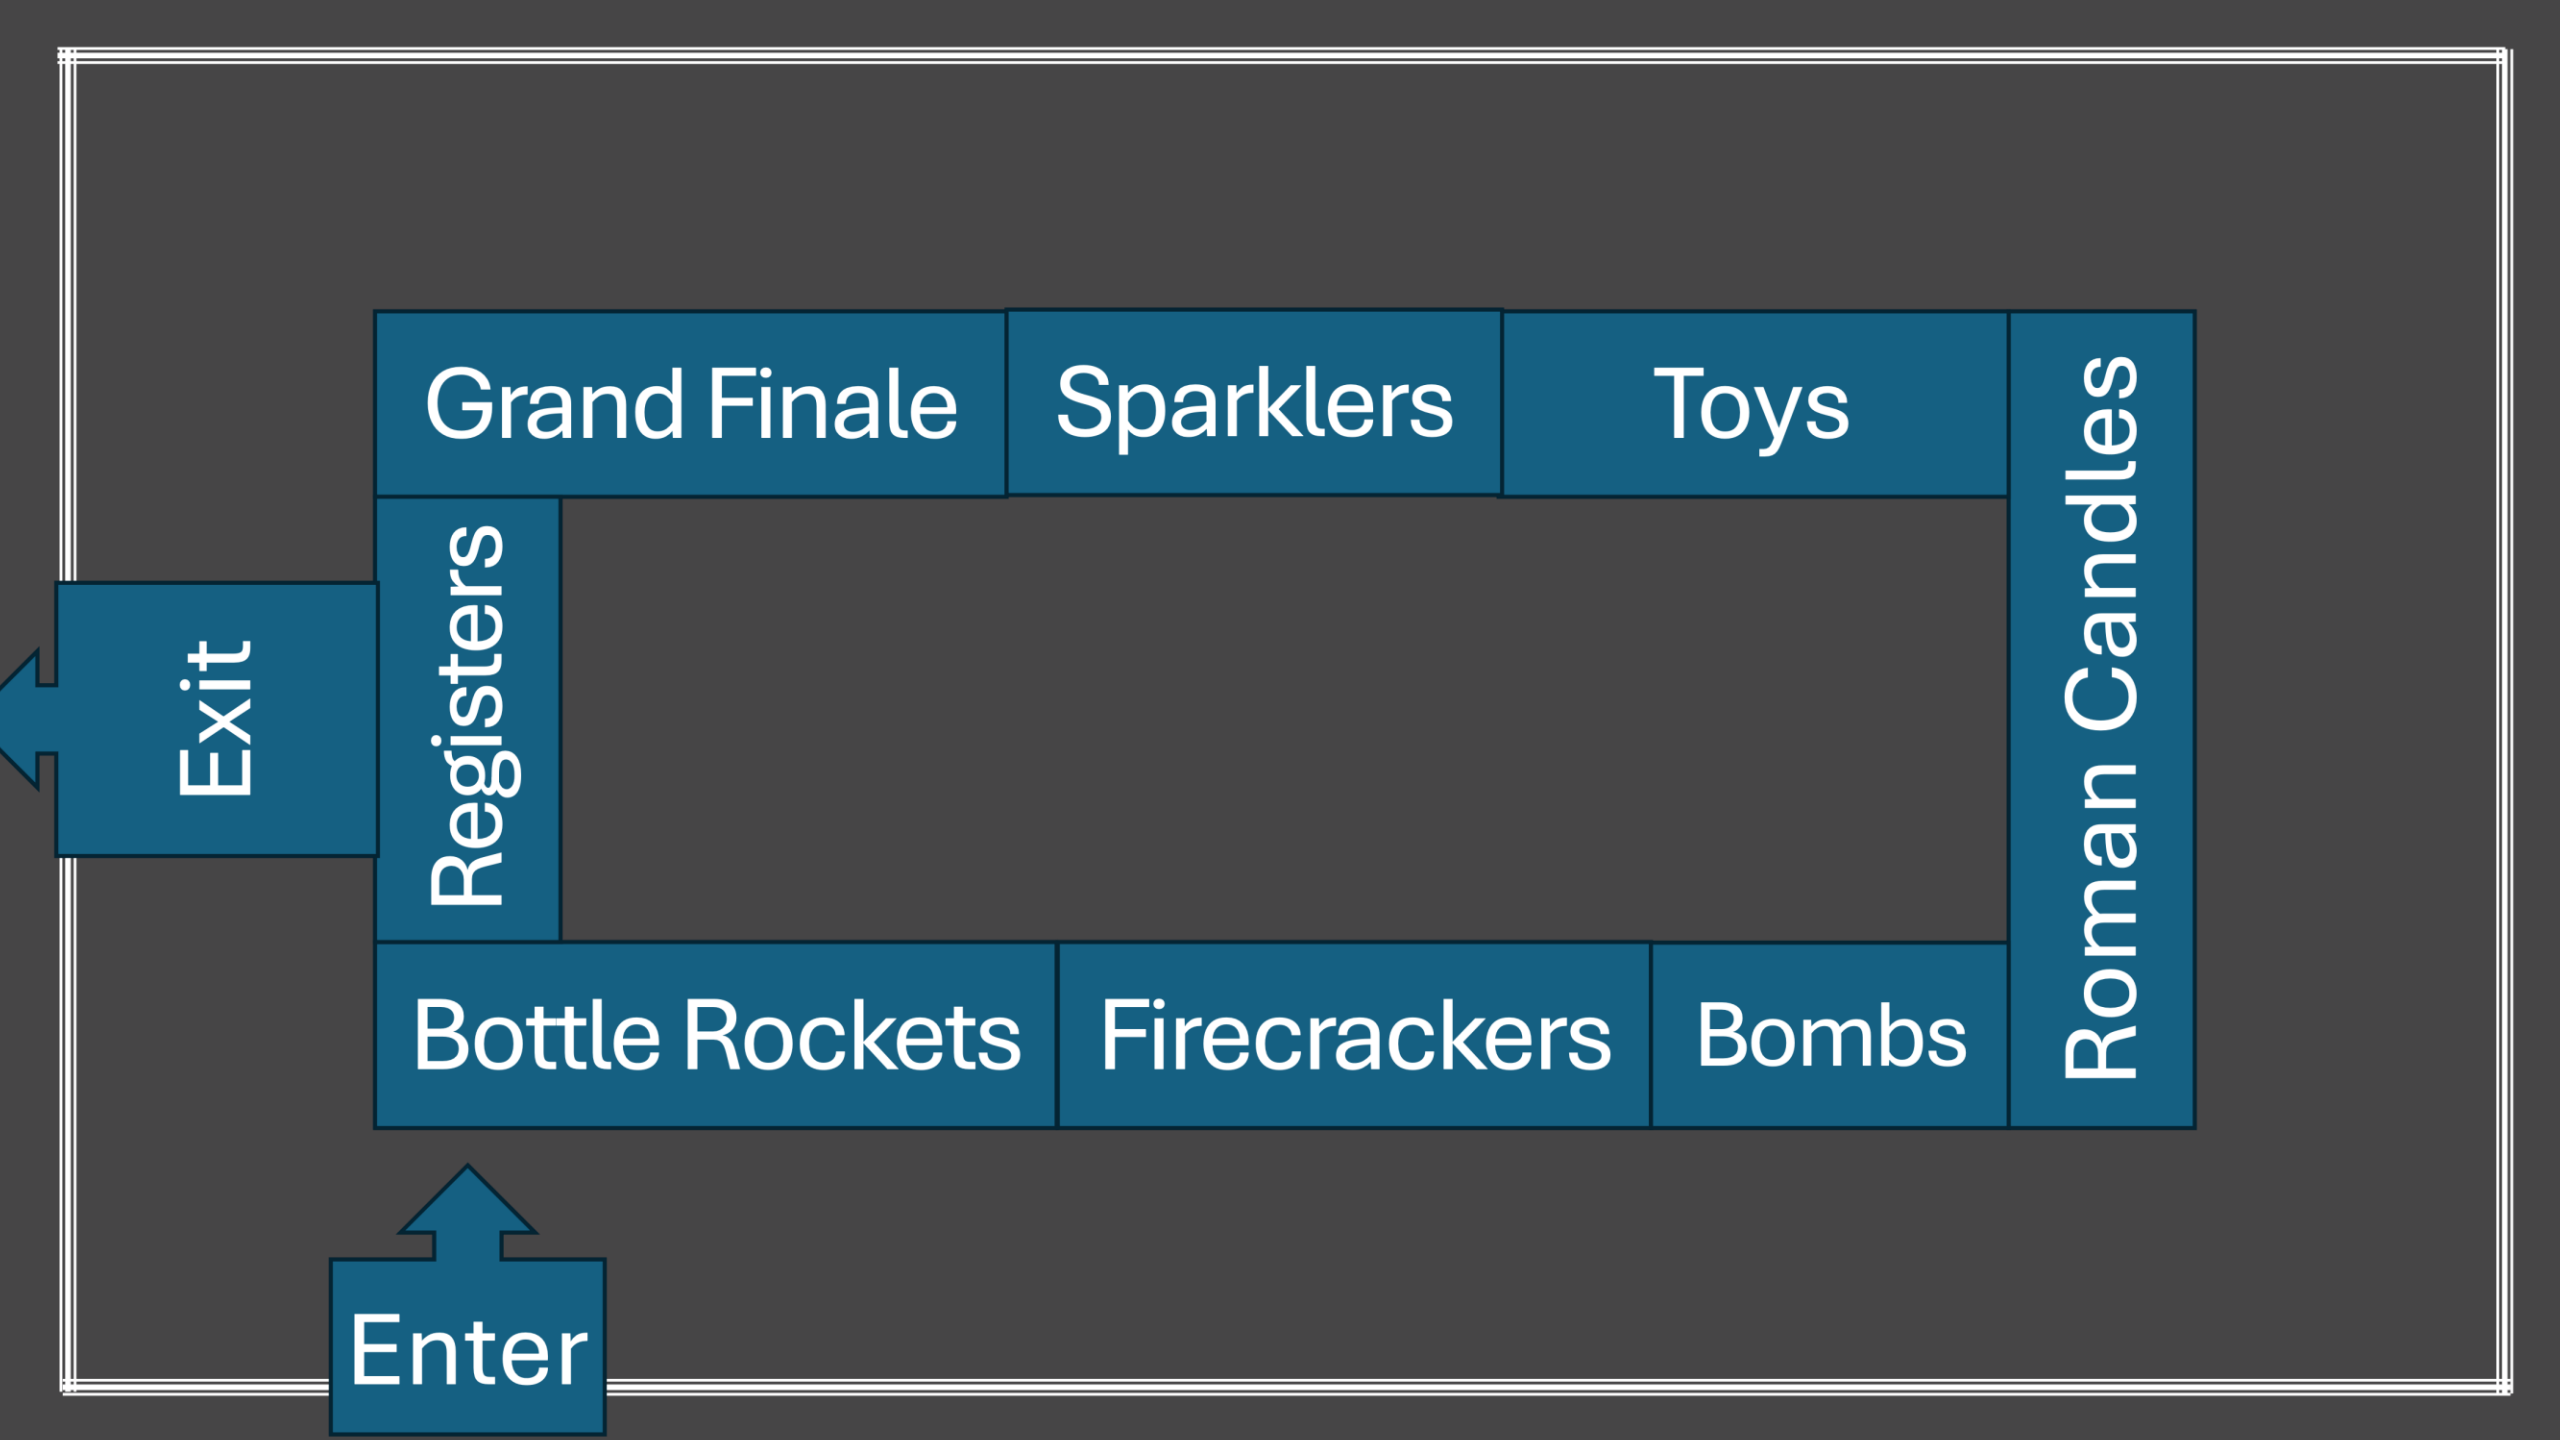 Grand Finale
Sparklers
Toys
Roman Candles
Registers
Exit
Bottle Rockets
Firecrackers
Bombs
Enter